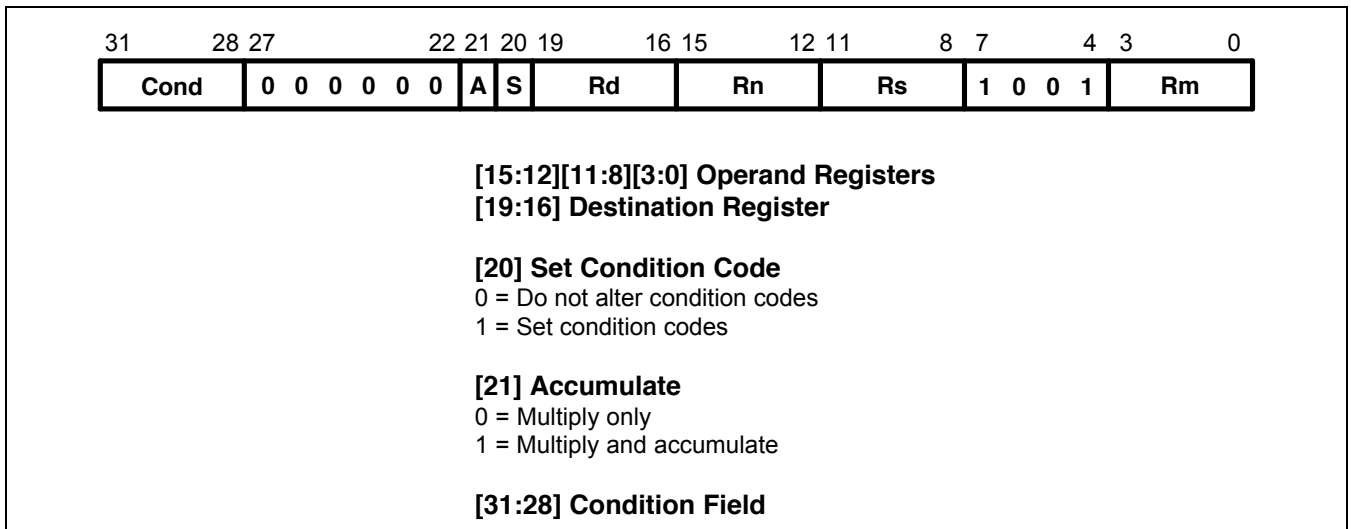 31 28 27 22 21 20 19 16 15 12 11 8 7 4 3 0
Cond 0 0 0 0 0 0 A S Rd Rn Rs 1 0 0 1 Rm
[15:12][11:8][3:0] Operand Registers
[19:16] Destination Register
[20] Set Condition Code
0 = Do not alter condition codes
1 = Set condition codes
[21] Accumulate
0 = Multiply only
1 = Multiply and accumulate
[31:28] Condition Field